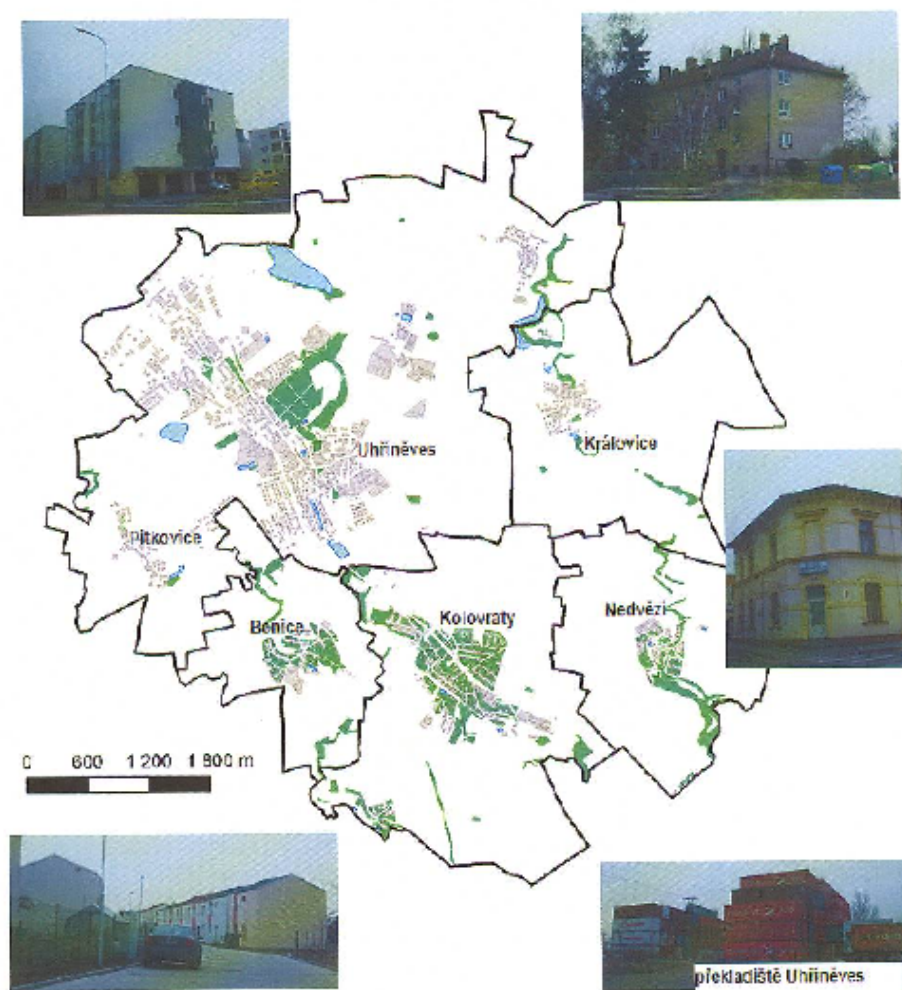 Uhříněves
Královice
Pitkovice
Benice
Kolovraty
Nedvězí
0 600 1 200 1 800 m
překladiště Uhříněves